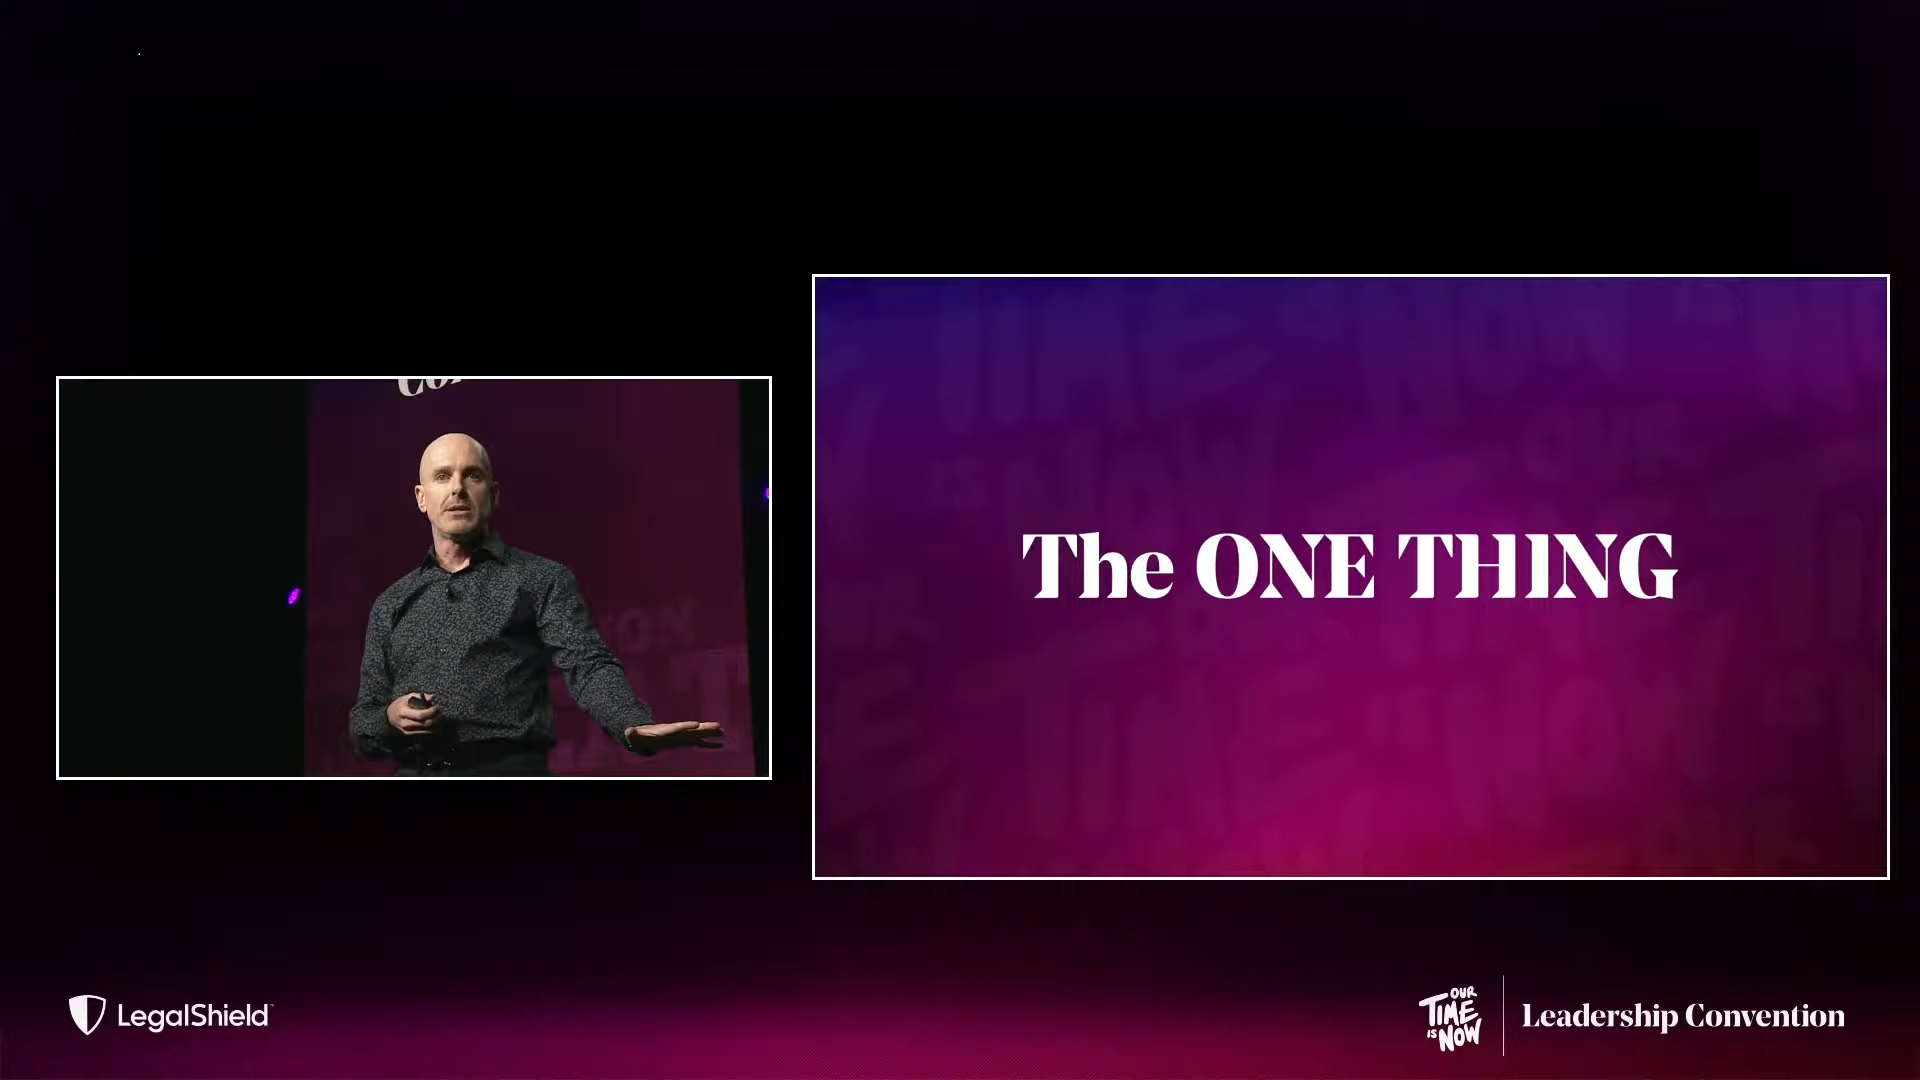 The ONE THING
LegalShield
OUR
TIME
IS NOW
Leadership Convention